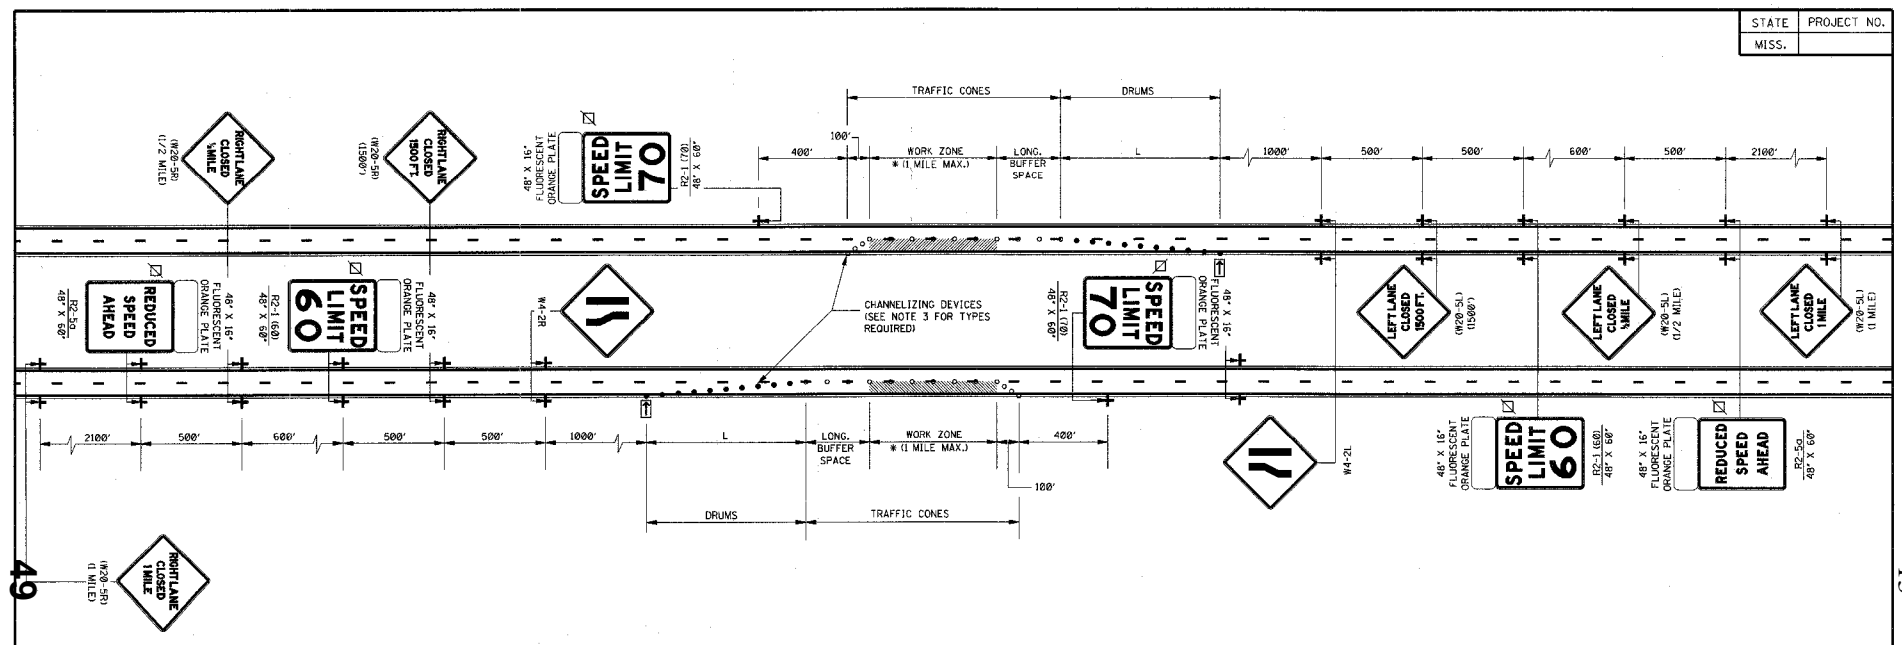 STATE
PROJECT NO.
MISS.
TRAFFIC CONES
DRUMS
400'
100'
WORK ZONE
* (1 MILE MAX.)
LONG.
BUFFER
SPACE
L
1000'
500'
500'
600'
500'
2100'
RIGHT LANE
CLOSED
½ MILE
(W20-5R)
(1/2 MILE)
RIGHT LANE
CLOSED
1500 FT.
(W20-5R)
(1500')
48" X 16"
FLUORESCENT
ORANGE PLATE
SPEED
LIMIT
70
R2-1 (70)
48" X 60"
REDUCED
SPEED
AHEAD
R2-5a
48" X 60"
48" X 16"
FLUORESCENT
ORANGE PLATE
SPEED
LIMIT
60
R2-1 (60)
48" X 60"
48" X 16"
FLUORESCENT
ORANGE PLATE
W4-2R
CHANNELIZING DEVICES
(SEE NOTE 3 FOR TYPES
REQUIRED)
SPEED
LIMIT
70
R2-1 (70)
48" X 60"
48" X 16"
FLUORESCENT
ORANGE PLATE
LEFT LANE
CLOSED
1500 FT.
(W20-5L)
(1500')
LEFT LANE
CLOSED
½ MILE
(W20-5L)
(1/2 MILE)
LEFT LANE
CLOSED
1 MILE
(W20-5L)
(1 MILE)
2100'
500'
600'
500'
500'
1000'
L
LONG.
BUFFER
SPACE
WORK ZONE
* (1 MILE MAX.)
400'
100'
DRUMS
TRAFFIC CONES
W4-2L
48" X 16"
FLUORESCENT
ORANGE PLATE
SPEED
LIMIT
60
R2-1 (60)
48" X 60"
48" X 16"
FLUORESCENT
ORANGE PLATE
REDUCED
SPEED
AHEAD
R2-5a
48" X 60"
RIGHT LANE
CLOSED
1 MILE
(W20-5R)
(1 MILE)
49